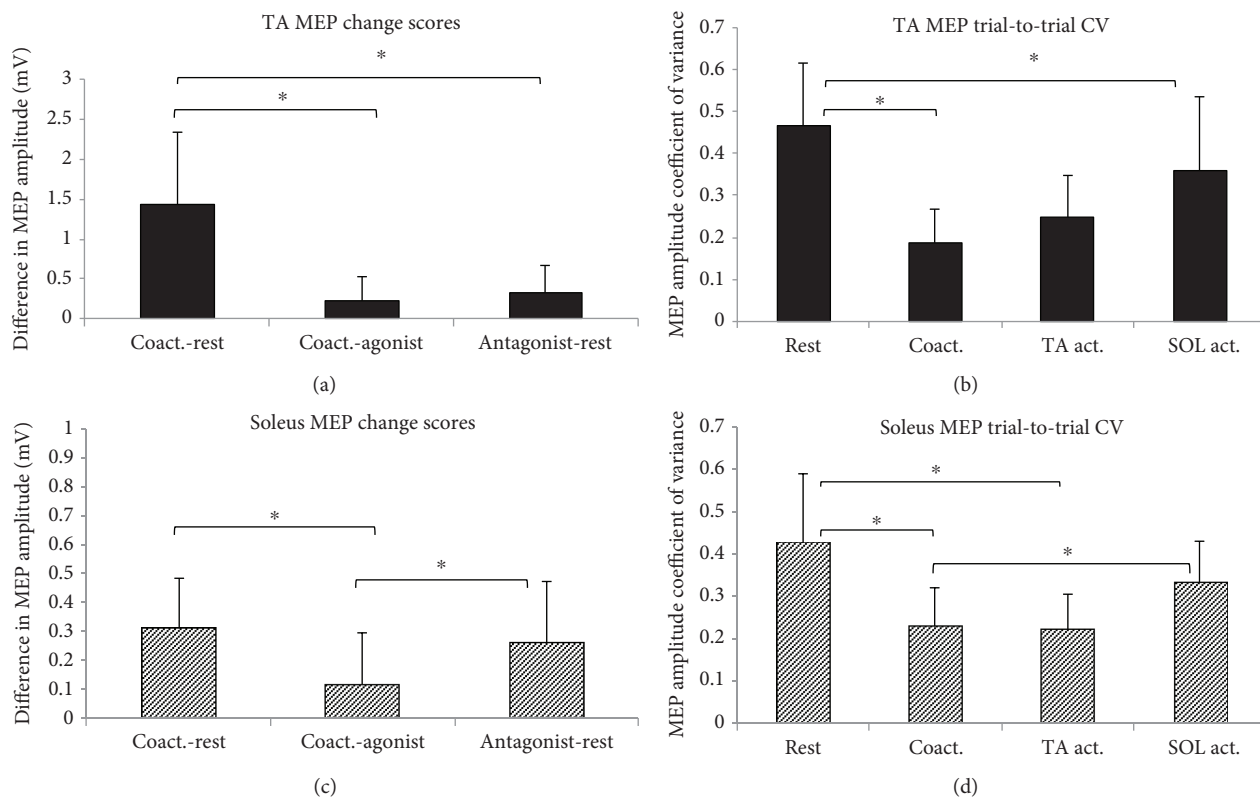 TA MEP change scores
Difference in MEP amplitude (mV)
3
2.5
2
1.5
1
0.5
0
*
*
Coact.-rest Coact.-agonist Antagonist-rest
(a)
TA MEP trial-to-trial CV
MEP amplitude coefficient of variance
0.7
0.6
0.5
0.4
0.3
0.2
0.1
0
*
*
Rest Coact. TA act. SOL act.
(b)
Soleus MEP change scores
Difference in MEP amplitude (mV)
1
0.9
0.8
0.7
0.6
0.5
0.4
0.3
0.2
0.1
0
*
*
Coact.-rest Coact.-agonist Antagonist-rest
(c)
Soleus MEP trial-to-trial CV
MEP amplitude coefficient of variance
0.7
0.6
0.5
0.4
0.3
0.2
0.1
0
*
*
*
Rest Coact. TA act. SOL act.
(d)